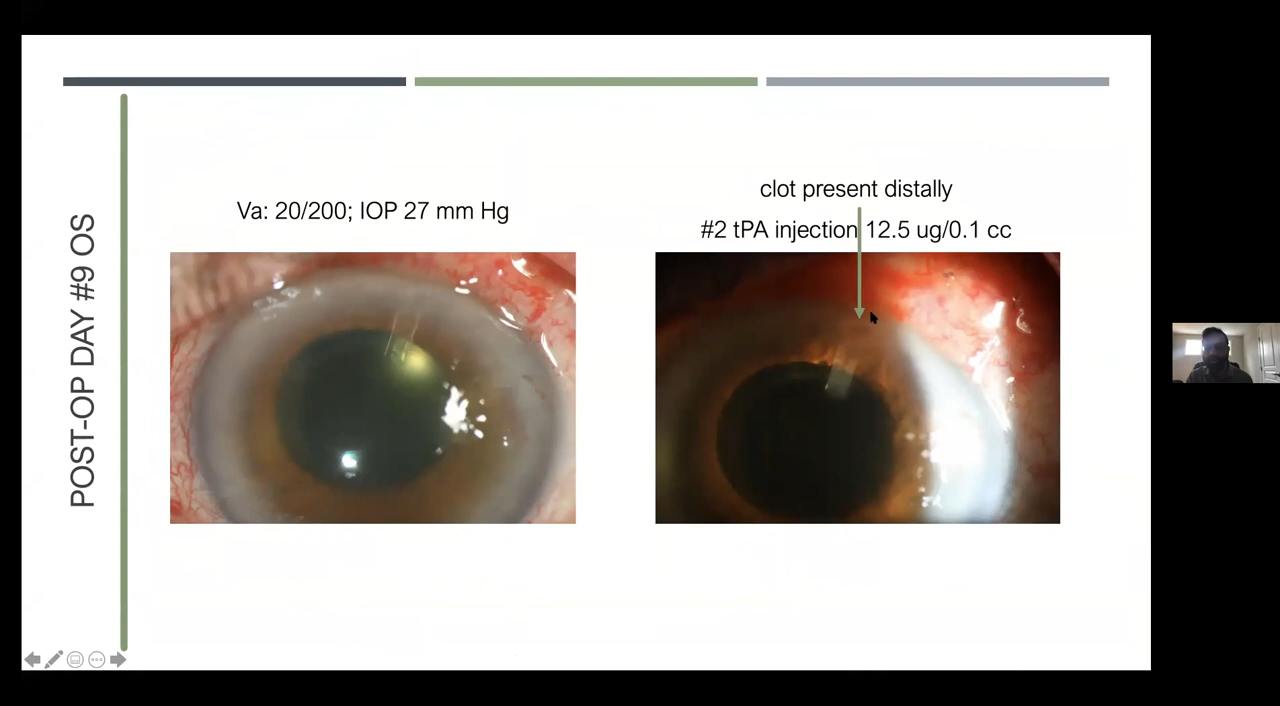 POST-OP DAY #9 OS
Va: 20/200; IOP 27 mm Hg
clot present distally
#2 tPA injection 12.5 ug/0.1 cc